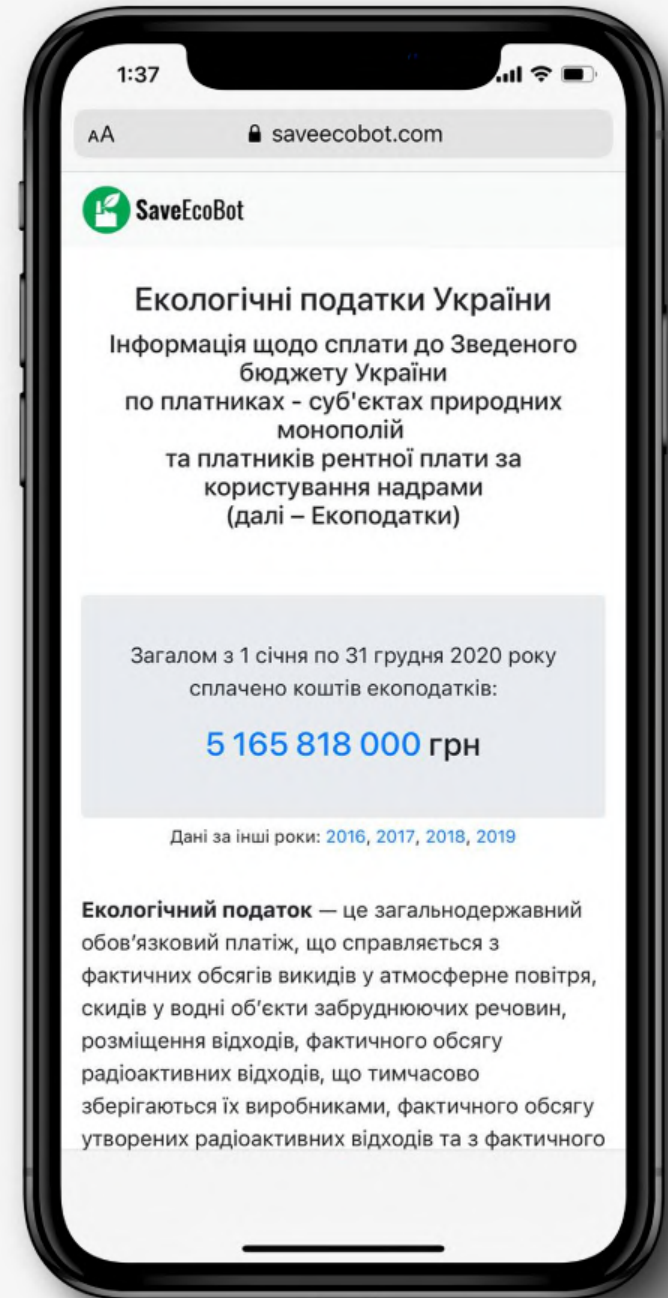 1:37
AA saveecobot.com
SaveEcoBot
Екологічні податки України
Інформація щодо сплати до Зведеного
бюджету України
по платниках - суб'єктах природних
монополій
та платників рентної плати за
користування надрами
(далі – Екоподатки)
Загалом з 1 січня по 31 грудня 2020 року
сплачено коштів екоподатків:
5 165 818 000 грн
Дані за інші роки: 2016, 2017, 2018, 2019
Екологічний податок — це загальнодержавний
обов’язковий платіж, що справляється з
фактичних обсягів викидів у атмосферне повітря,
скидів у водні об’єкти забруднюючих речовин,
розміщення відходів, фактичного обсягу
радіоактивних відходів, що тимчасово
зберігаються їх виробниками, фактичного обсягу
утворених радіоактивних відходів та з фактичного